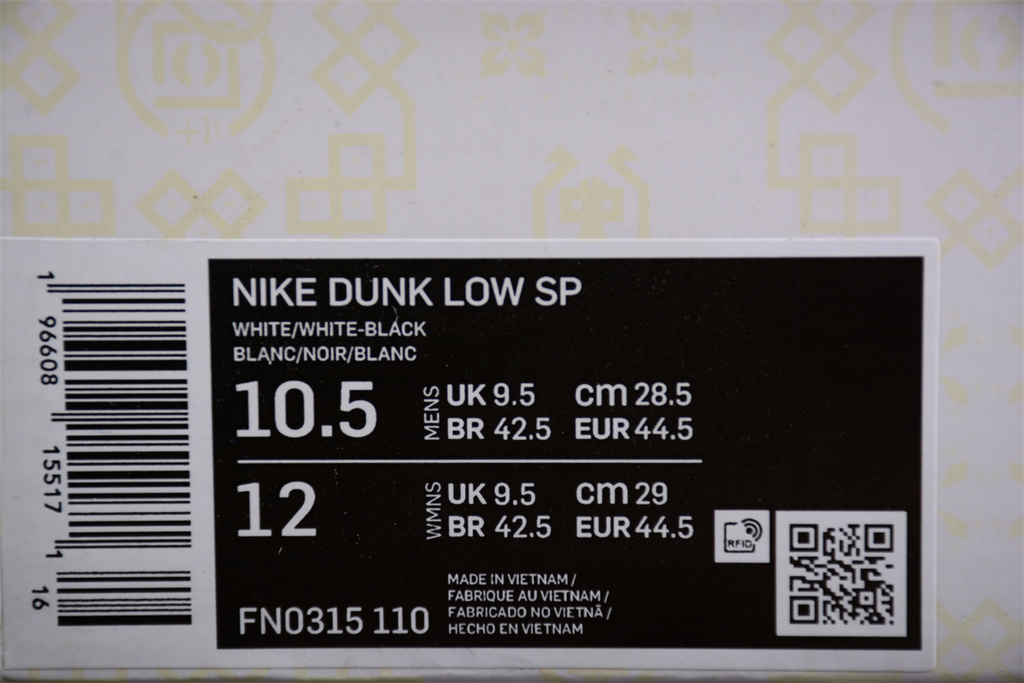 NIKE DUNK LOW SP
WHITE/WHITE-BLACK
BLANC/NOIR/BLANC
10.5
MENS
UK 9.5 CM 28.5
BR 42.5 EUR 44.5
12
WMNS
UK 9.5 CM 29
BR 42.5 EUR 44.5
MADE IN VIETNAM /
FABRIQUE AU VIETNAM /
FABRICADO NO VIETNÃ /
HECHO EN VIETNAM
FN0315 110
RFID
1 96608 15517 1 16